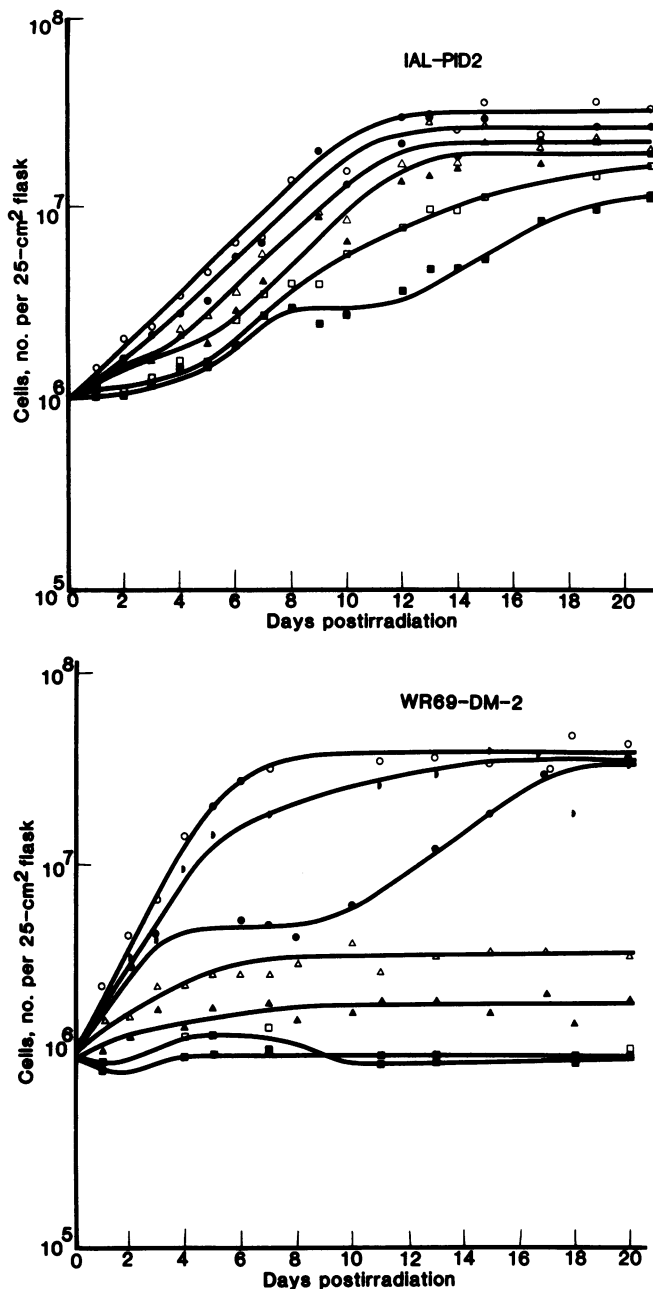 10⁸
IAL-PID2
10⁷
Cells, no. per 25-cm² flask
10⁶
10⁵
0 2 4 6 8 10 12 14 16 18 20
Days postirradiation
10⁸
WR69-DM-2
10⁷
Cells, no. per 25-cm² flask
10⁶
10⁵
0 2 4 6 8 10 12 14 16 18 20
Days postirradiation